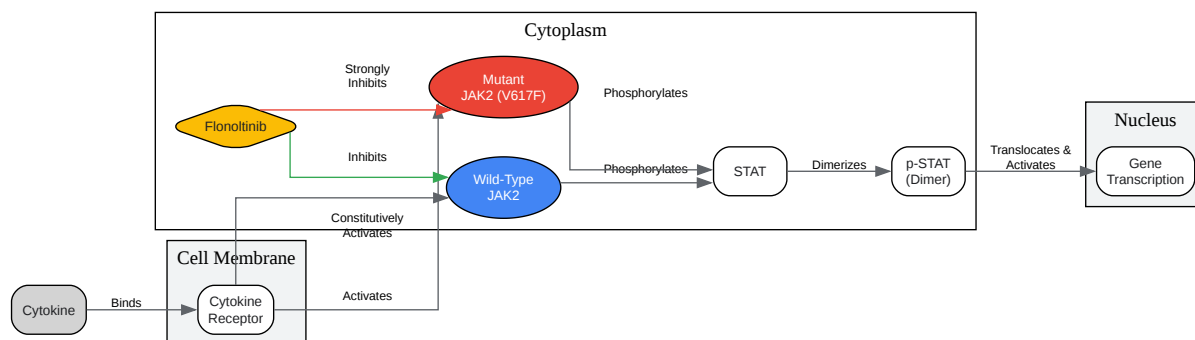 Cytoplasm
Strongly
Inhibits
Mutant
JAK2 (V617F)
Phosphorylates
Flonoltinib
Inhibits
Wild-Type
JAK2
Phosphorylates
STAT
Dimerizes
p-STAT
(Dimer)
Translocates &
Activates
Nucleus
Gene
Transcription
Constitutively
Activates
Cell Membrane
Cytokine
Binds
Cytokine
Receptor
Activates